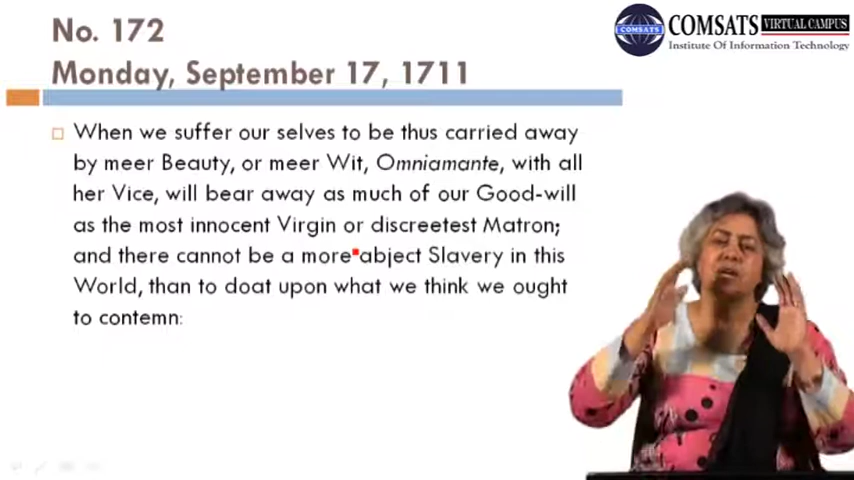 No. 172
Monday, September 17, 1711
COMSATS VIRTUAL CAMPUS
Institute Of Information Technology
COMSATS
When we suffer our selves to be thus carried away
by meer Beauty, or meer Wit, Omniamante, with all
her Vice, will bear away as much of our Good-will
as the most innocent Virgin or discreetest Matron;
and there cannot be a more abject Slavery in this
World, than to doat upon what we think we ought
to contemn: